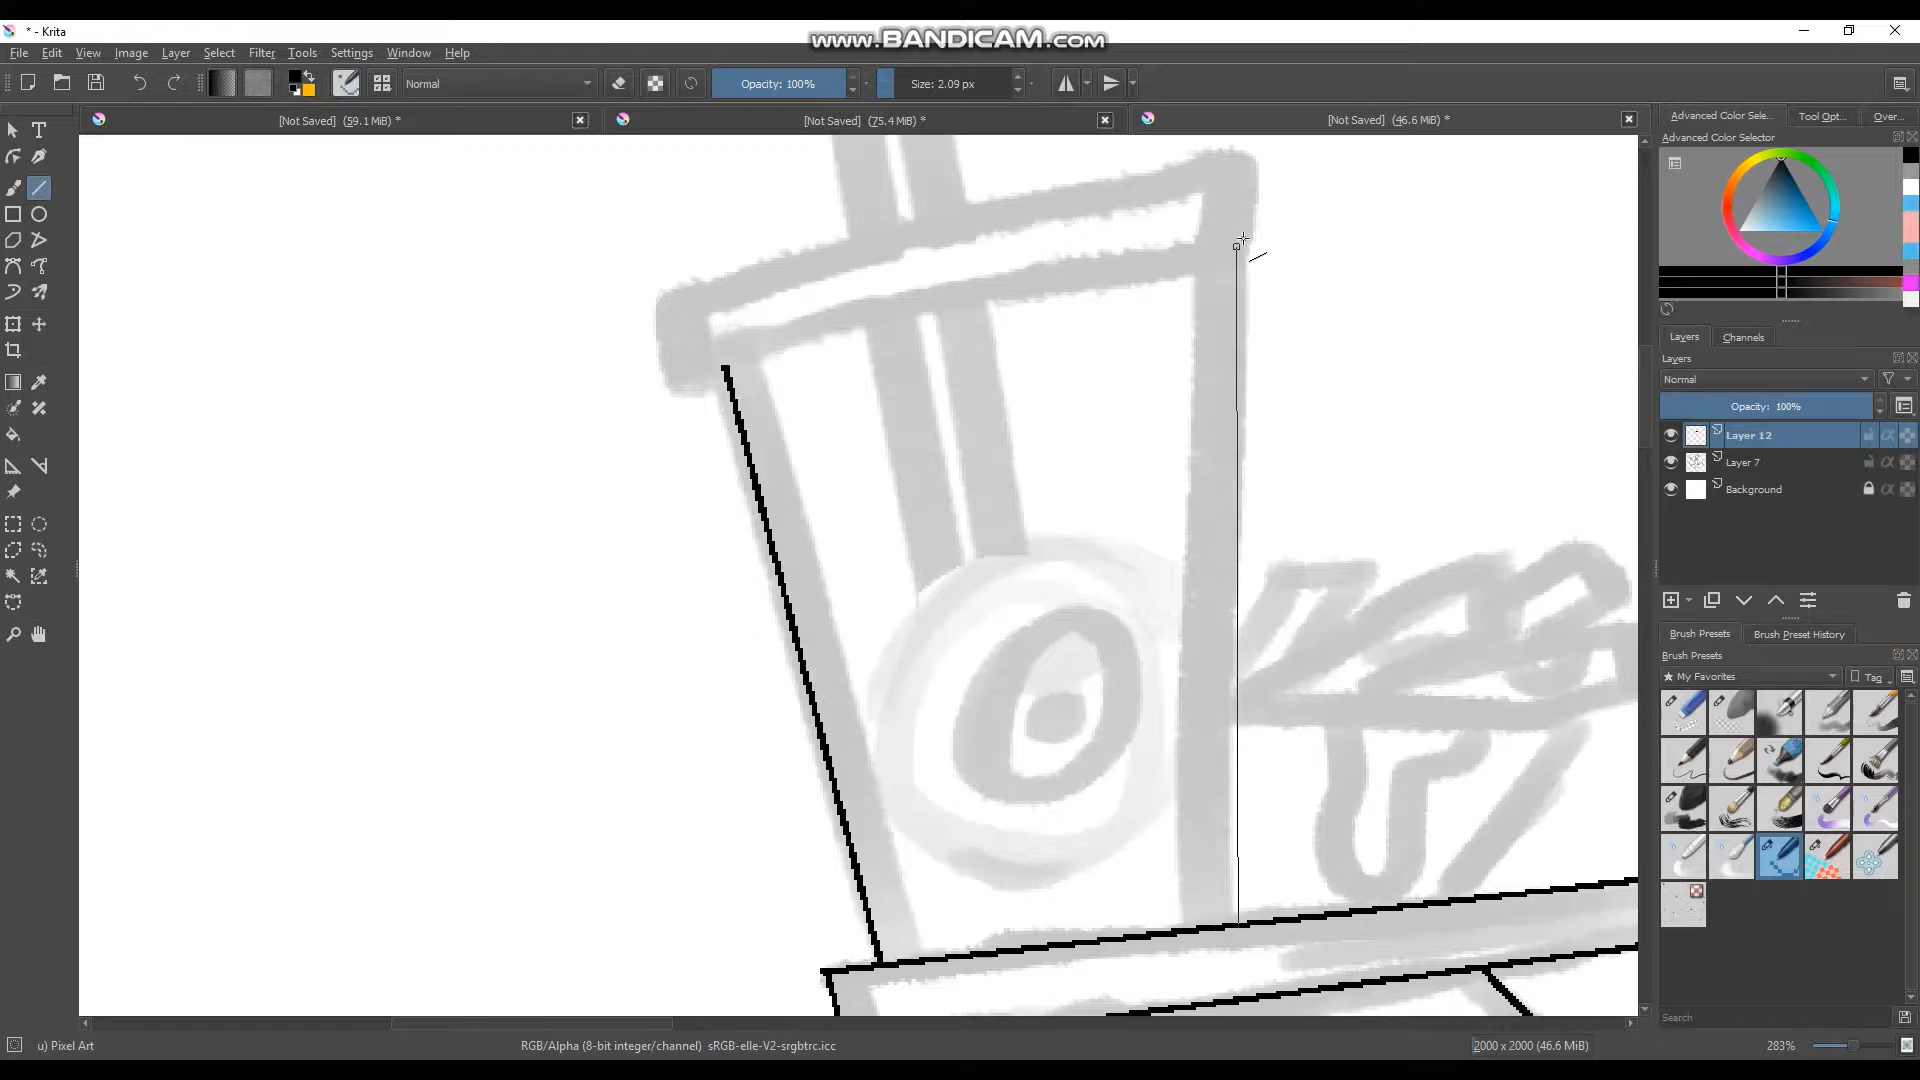 * - Krita
www.BANDICAM.com
File Edit View Image Layer Select Filter Tools Settings Window Help
Normal
Opacity: 100%
Size: 2.09 px
[Not Saved] (59.1 MiB) *
[Not Saved] (75.4 MiB) *
[Not Saved] (46.6 MiB) *
Advanced Color Sele... Tool Opt... Over...
Advanced Color Selector
Layers Channels
Layers
Normal
Opacity: 100%
Layer 12
Layer 7
Background
Brush Presets Brush Preset History
Brush Presets
My Favorites Tag
Search
u) Pixel Art
RGB/Alpha (8-bit integer/channel) sRGB-elle-V2-srgbtrc.icc
2000 x 2000 (46.6 MiB)
283%